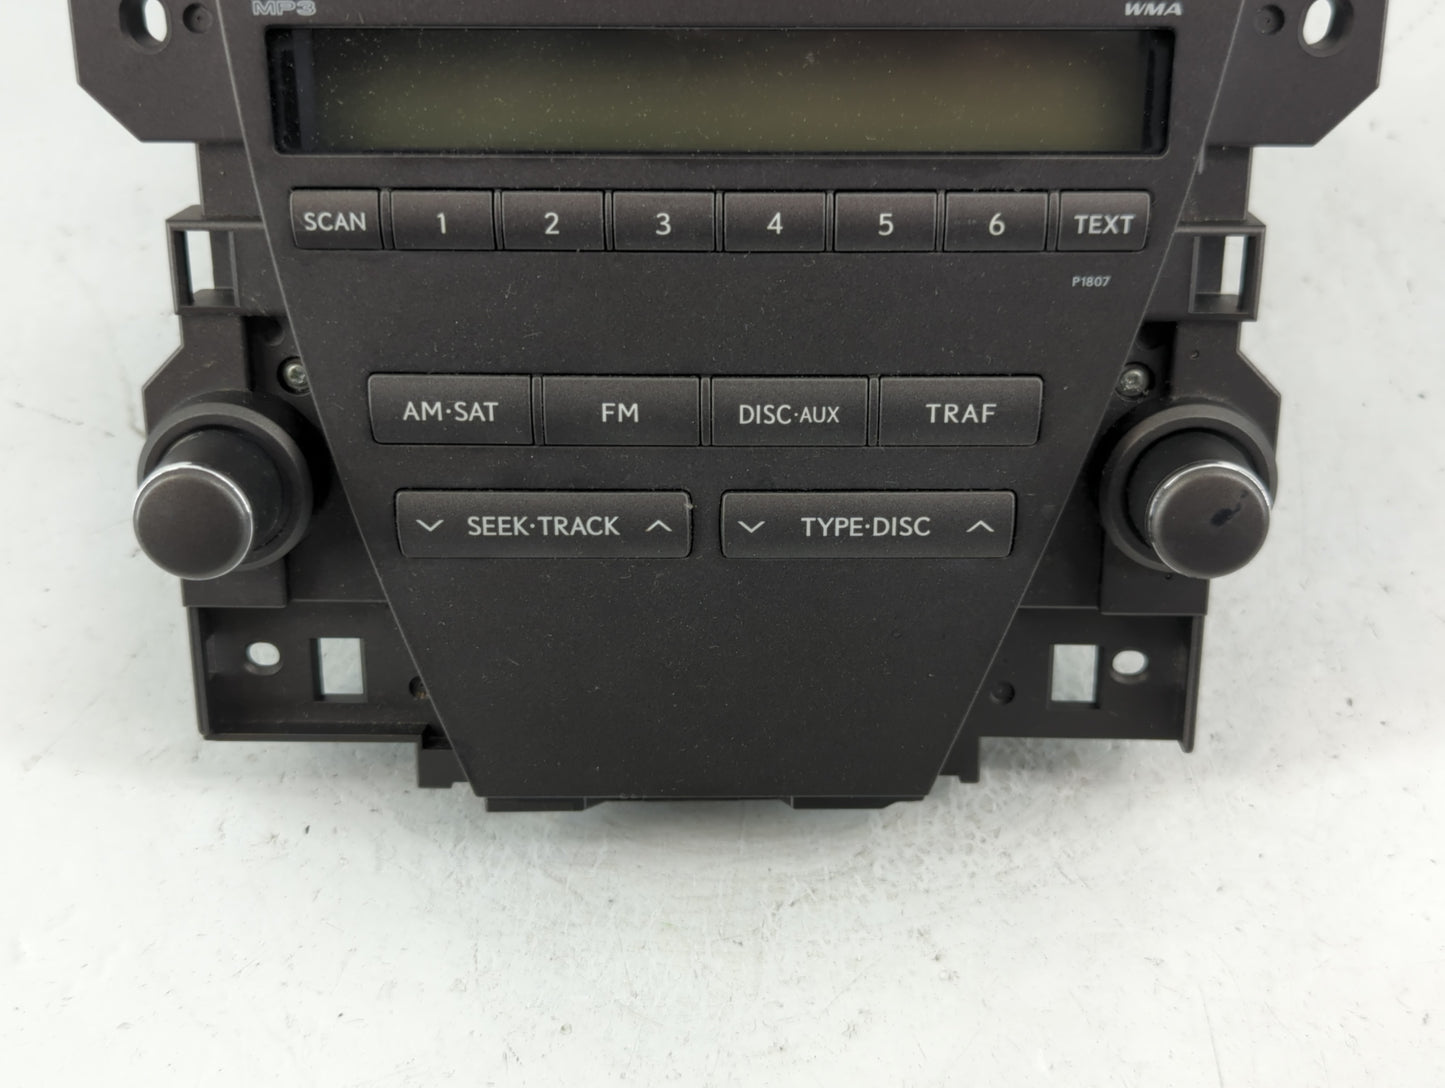 MP3 WMA
SCAN 1 2 3 4 5 6 TEXT
P1807
AM·SAT FM DISC·AUX TRAF
SEEK·TRACK TYPE·DISC